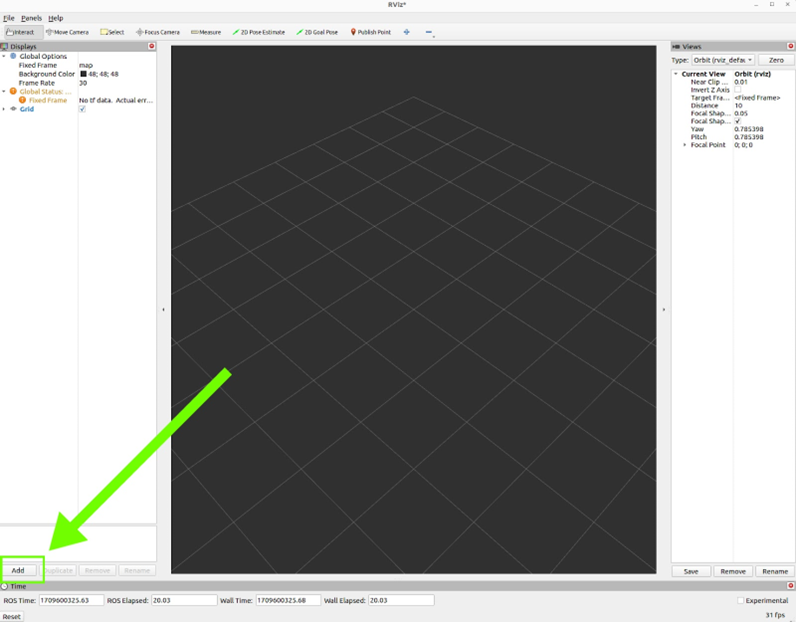 RViz*
File Panels Help
Interact Move Camera Select Focus Camera Measure 2D Pose Estimate 2D Goal Pose Publish Point
Displays
Global Options
Fixed Frame map
Background Color 48; 48; 48
Frame Rate 30
Global Status: ...
Fixed Frame No tf data. Actual err...
Grid
Add Duplicate Remove Rename
Views
Type: Orbit (rviz_defau Zero
Current View Orbit (rviz)
Near Clip ... 0.01
Invert Z Axis
Target Fra... <Fixed Frame>
Distance 10
Focal Shap... 0.05
Focal Shap...
Yaw 0.785398
Pitch 0.785398
Focal Point 0; 0; 0
Save Remove Rename
Time
ROS Time: 1709600325.63 ROS Elapsed: 20.03 Wall Time: 1709600325.68 Wall Elapsed: 20.03 Experimental
Reset 31 fps